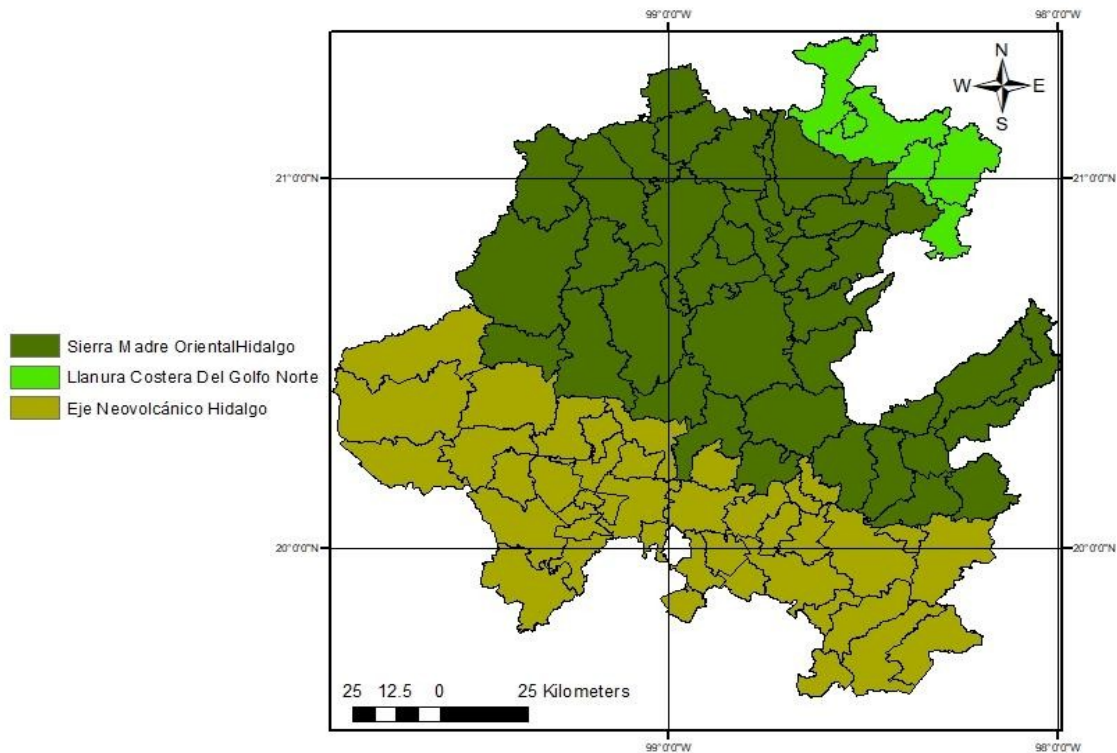 99°0'0"W 98°0'0"W
N
W E
S
21°0'0"N 21°0'0"N
Sierra Madre OrientalHidalgo
Llanura Costera Del Golfo Norte
Eje Neovolcánico Hidalgo
20°0'0"N 20°0'0"N
25 12.5 0 25 Kilometers
99°0'0"W 98°0'0"W